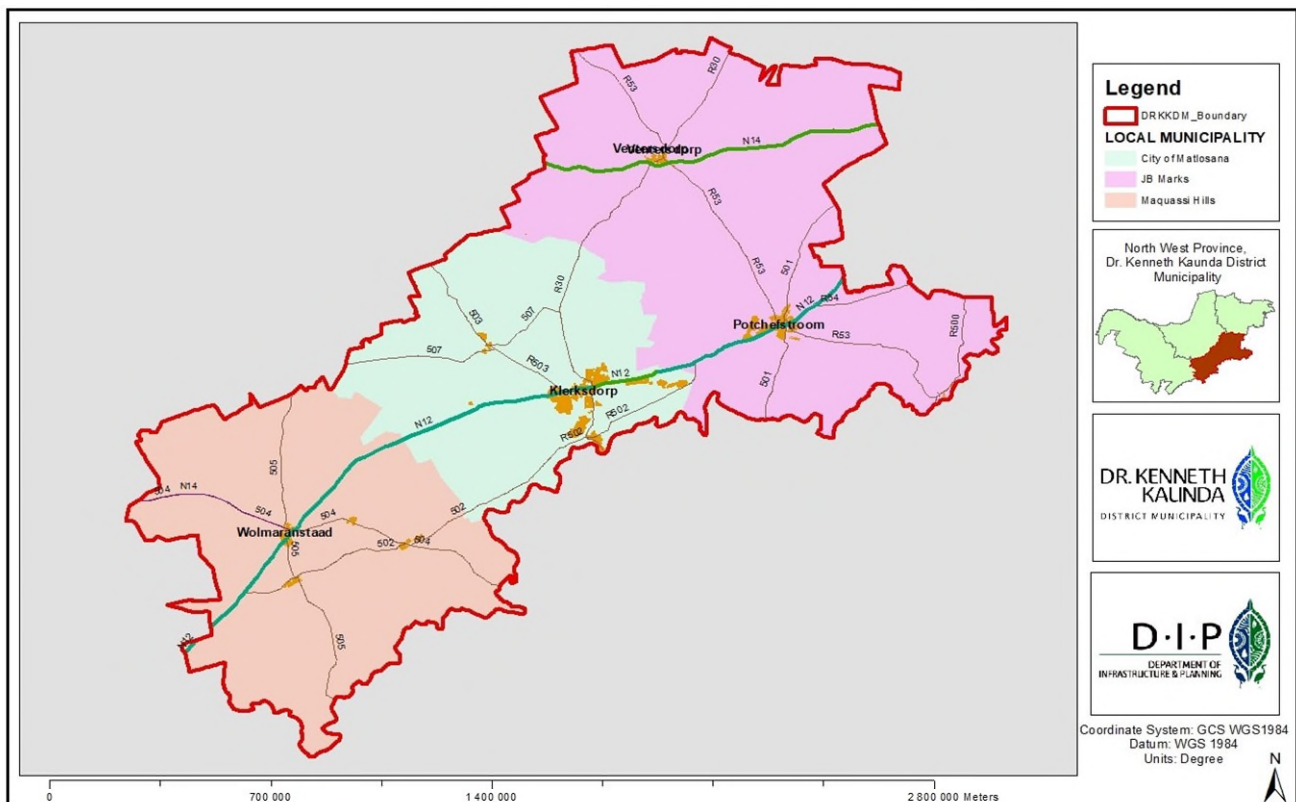 R53
R30
Ventersdorp
Ventersdorp
N14
R53
R53
501
N12
R54
Potchefstroom
R53
R500
501
R30
503
507
507
R503
N12
Klerksdorp
R502
R502
N12
505
504
N14
504
504
Wolmaranstaad
502
504
502
505
505
N12
Legend
DRKKDM_Boundary
LOCAL MUNICIPALITY
City of Matlosana
JB Marks
Maquassi Hills
North West Province,
Dr. Kenneth Kaunda District
Municipality
DR. KENNETH
KAUNDA
DISTRICT MUNICIPALITY
D·I·P
DEPARTMENT OF
INFRASTRUCTURE & PLANNING
Coordinate System: GCS WGS1984
Datum: WGS 1984
Units: Degree
N
0
700 000
1 400 000
2 800 000 Meters